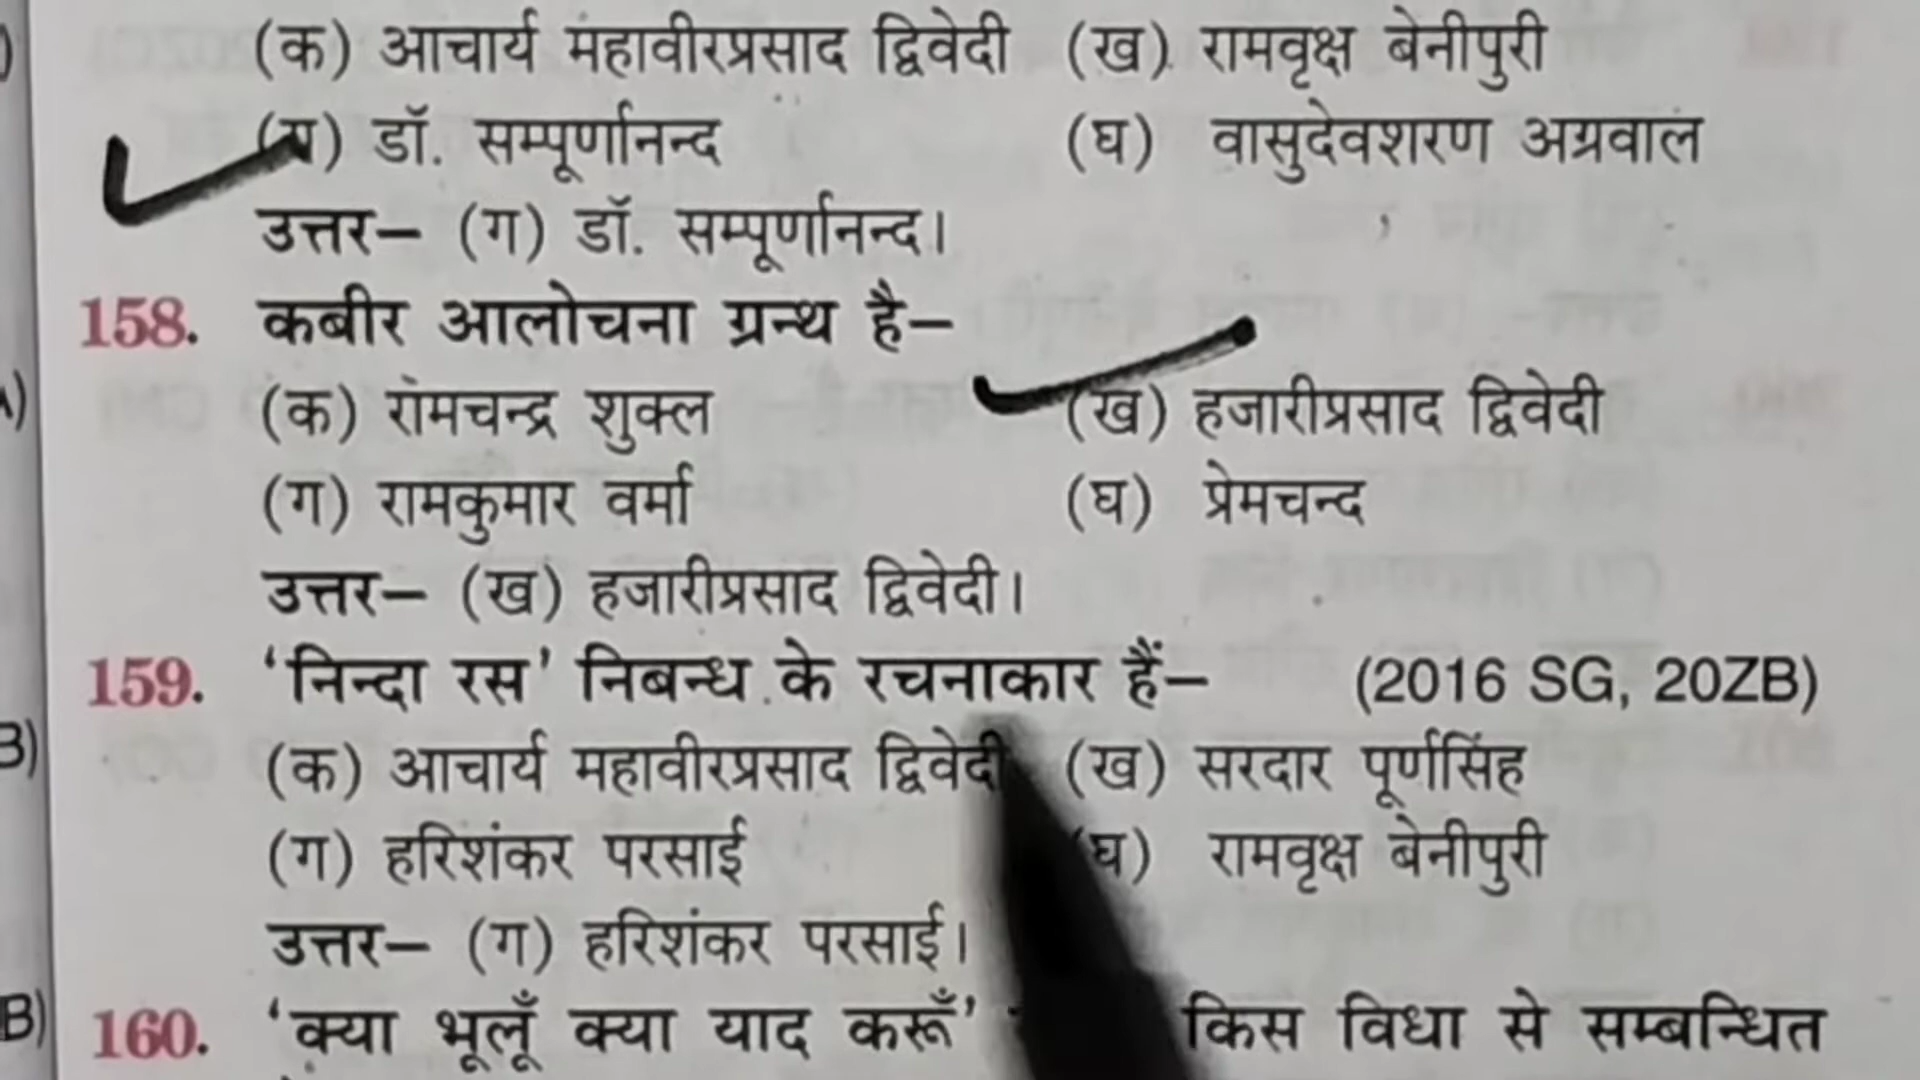 (क) आचार्य महावीरप्रसाद द्विवेदी (ख) रामवृक्ष बेनीपुरी
(ग) डॉ. सम्पूर्णानन्द (घ) वासुदेवशरण अग्रवाल
उत्तर– (ग) डॉ. सम्पूर्णानन्द।
158. कबीर आलोचना ग्रन्थ है–
(क) रामचन्द्र शुक्ल (ख) हजारीप्रसाद द्विवेदी
(ग) रामकुमार वर्मा (घ) प्रेमचन्द
उत्तर– (ख) हजारीप्रसाद द्विवेदी।
159. ‘निन्दा रस’ निबन्ध के रचनाकार हैं– (2016 SG, 20ZB)
(क) आचार्य महावीरप्रसाद द्विवेदी (ख) सरदार पूर्णसिंह
(ग) हरिशंकर परसाई (घ) रामवृक्ष बेनीपुरी
उत्तर– (ग) हरिशंकर परसाई।
160. ‘क्या भूलूँ क्या याद करूँ’ किस विधा से सम्बन्धित